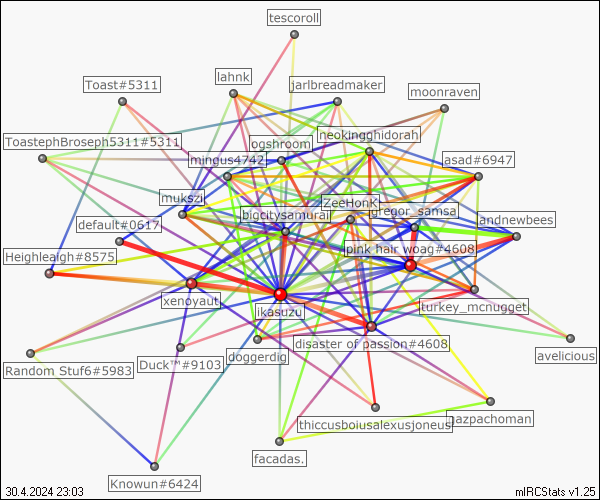 tescoroll
lahnk
Toast#5311
jarlbreadmaker
moonraven
neokingghidorah
ToastephBroseph5311#5311
ogshroom
mingus4742
asad#6947
mukszi
ZeeHonk
bigcitysamurai
gregor_samsa
andnewbees
default#0617
pink hair woag#4608
Heighleaigh#8575
xenoyaut
ikasuzu
turkey_mcnugget
disaster of passion#4608
avelicious
doggerdig
Duck™#9103
Random Stuf6#5983
thiccusboiusalexusjoneus
gazpachoman
facadas.
Knowun#6424
30.4.2024 23:03
mIRCStats v1.25